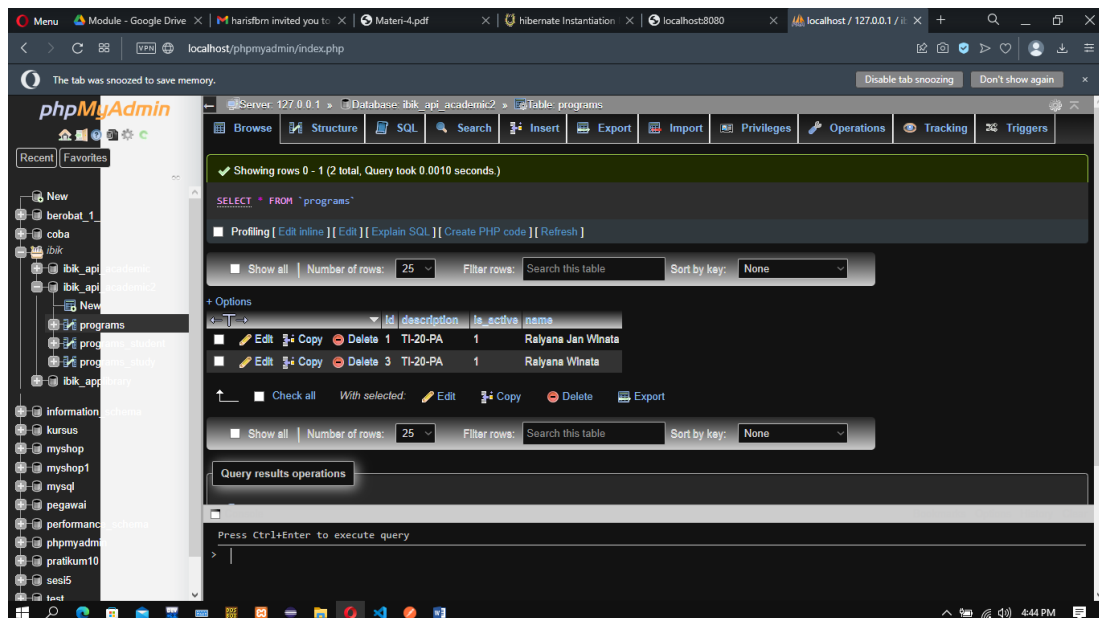 Menu
Module - Google Drive
harisfbrn invited you to
Materi-4.pdf
hibernate Instantiation
localhost:8080
localhost / 127.0.0.1 /
VPN
localhost/phpmyadmin/index.php
The tab was snoozed to save memory.
Disable tab snoozing
Don't show again
phpMyAdmin
Recent
Favorites
New
berobat_1_
coba
ibik
ibik_api_academic
ibik_api_academic2
New
programs
programs_student
programs_study
ibik_applibrary
information_schema
kursus
myshop
myshop1
mysql
pegawai
performance_schema
phpmyadmi
pratikum10
sesi5
test
Server: 127.0.0.1 » Database: ibik_api_academic2 » Table: programs
Browse Structure SQL Search Insert Export Import Privileges Operations Tracking Triggers
Showing rows 0 - 1 (2 total, Query took 0.0010 seconds.)
SELECT * FROM `programs`
Profiling [ Edit inline ] [ Edit ] [ Explain SQL ] [ Create PHP code ] [ Refresh ]
Show all | Number of rows: 25 Filter rows: Search this table Sort by key: None
+ Options
←T→ id description is_active name
Edit Copy Delete 1 TI-20-PA 1 Ralyana Jan Winata
Edit Copy Delete 3 TI-20-PA 1 Ralyana Winata
Check all With selected: Edit Copy Delete Export
Show all | Number of rows: 25 Filter rows: Search this table Sort by key: None
Query results operations
Press Ctrl+Enter to execute query
>
4:44 PM